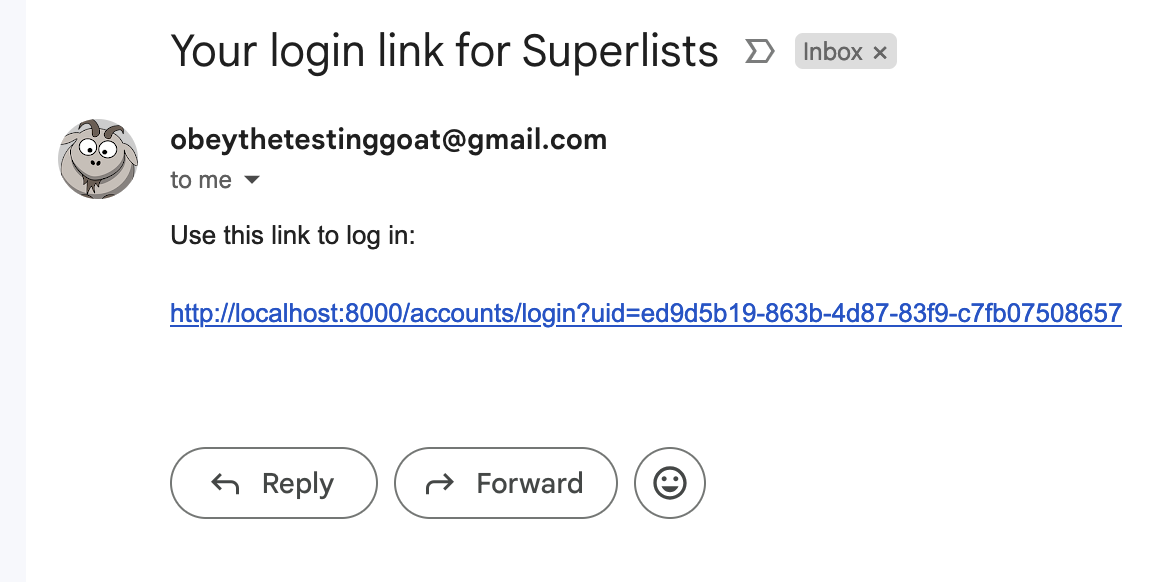 Your login link for Superlists
Inbox ×
obeythetestinggoat@gmail.com
to me
Use this link to log in:
http://localhost:8000/accounts/login?uid=ed9d5b19-863b-4d87-83f9-c7fb07508657
Reply
Forward